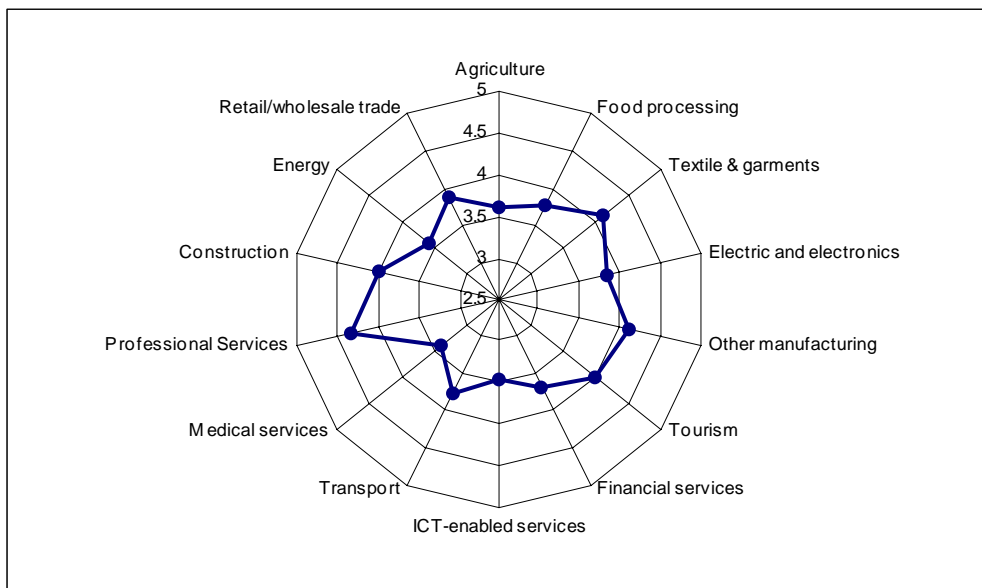 Agriculture
5
Retail/wholesale trade
Food processing
4.5
Energy
Textile & garments
4
3.5
Construction
Electric and electronics
3
2.5
Professional Services
Other manufacturing
Medical services
Tourism
Transport
Financial services
ICT-enabled services